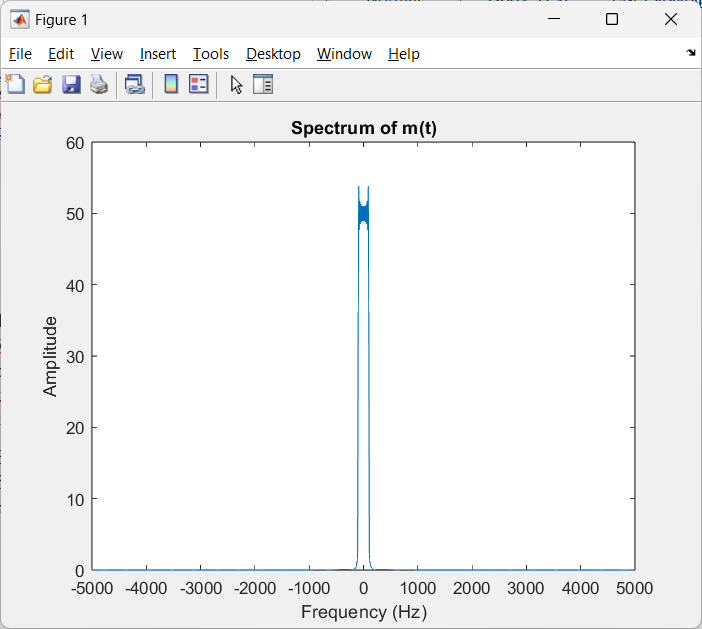 Figure 1
File Edit View Insert Tools Desktop Window Help
Spectrum of m(t)
60
50
40
30
20
10
0
Amplitude
-5000 -4000 -3000 -2000 -1000 0 1000 2000 3000 4000 5000
Frequency (Hz)